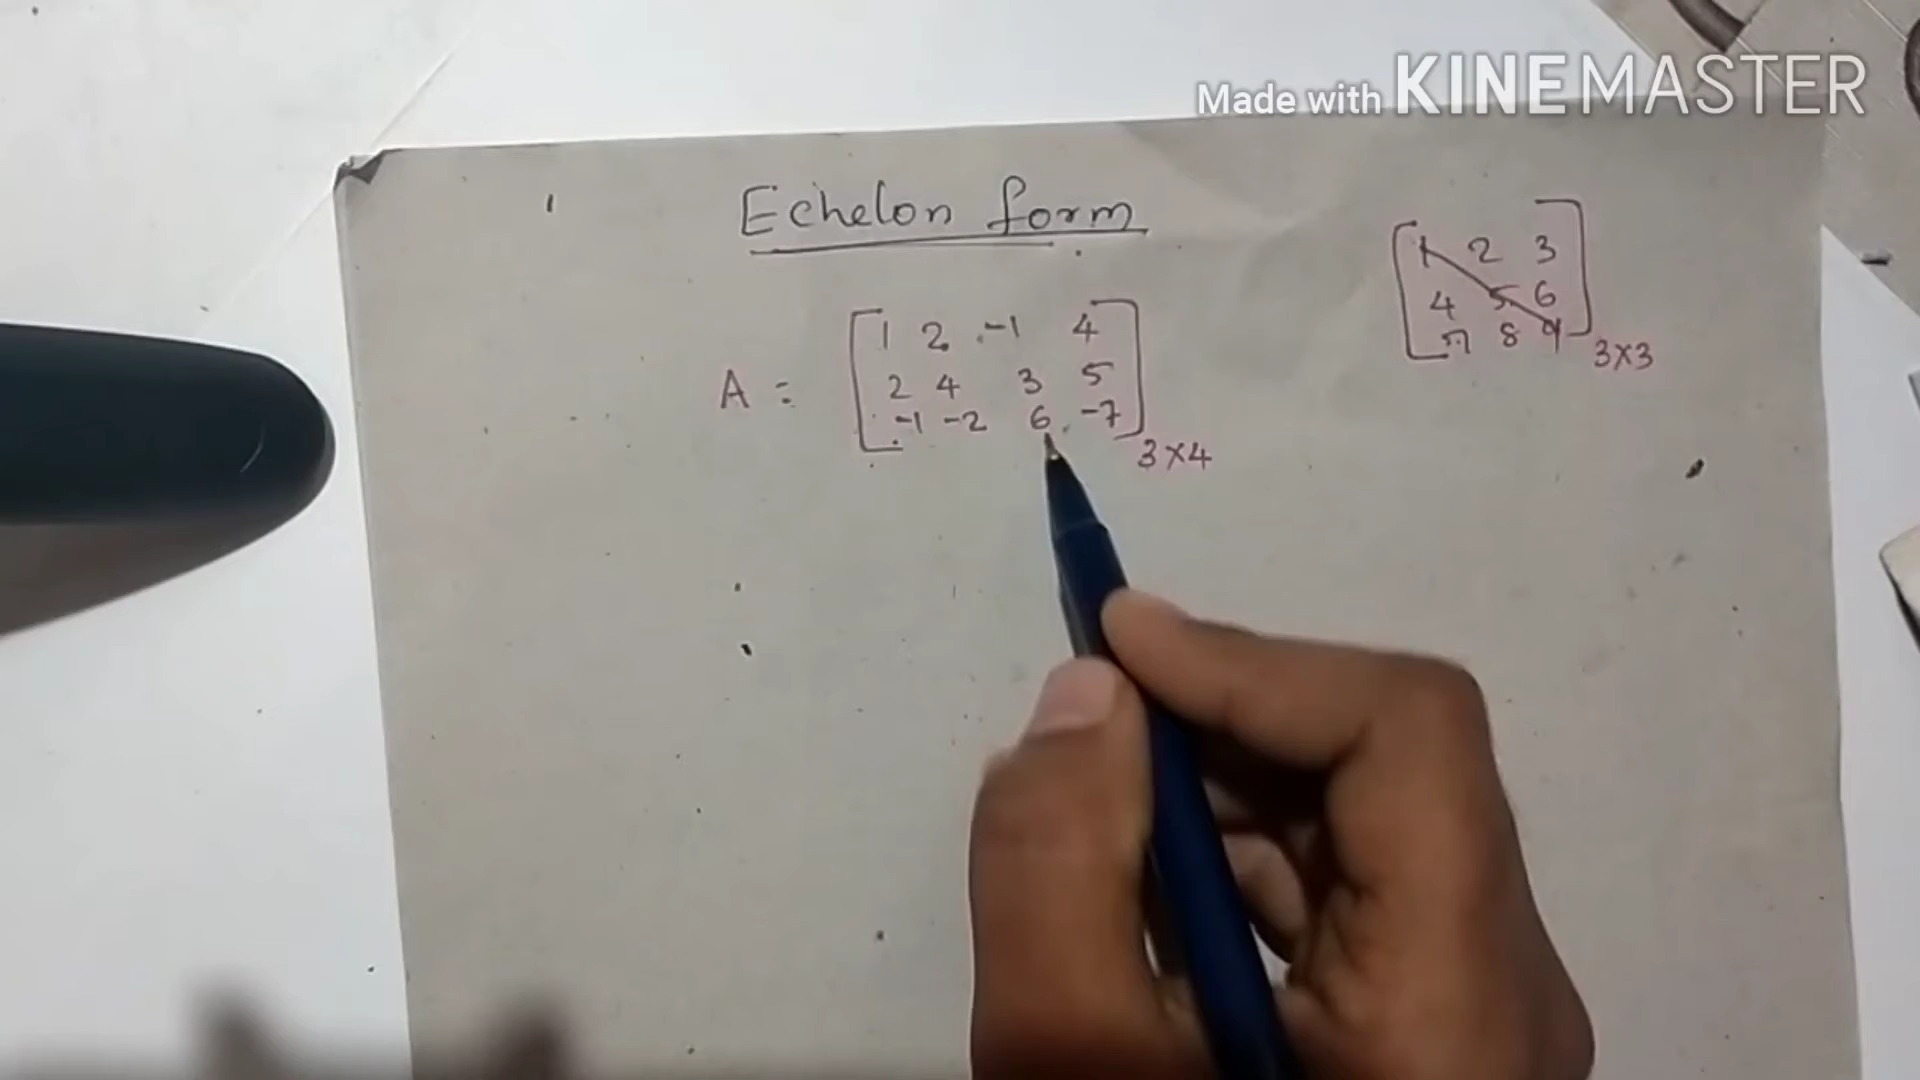 Made with KINEMASTER
Echelon form
A = [1 2 -1 4
2 4 3 5
-1 -2 6 -7] 3×4
[1 2 3
4 5 6
7 8 9] 3×3